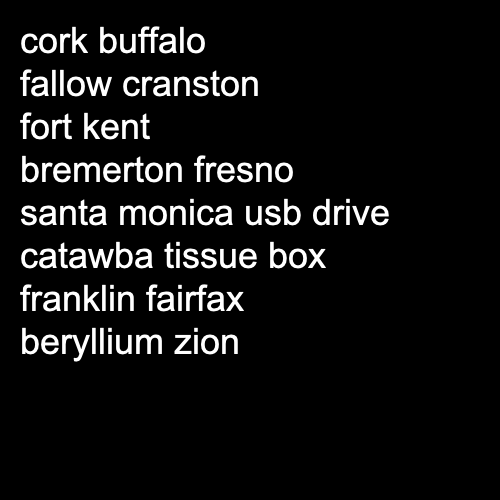 cork buffalo
fallow cranston
fort kent
bremerton fresno
santa monica usb drive
catawba tissue box
franklin fairfax
beryllium zion